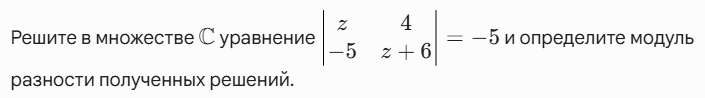 Решите в множестве ℂ уравнение |z 4; −5 z + 6| = −5 и определите модуль
разности полученных решений.